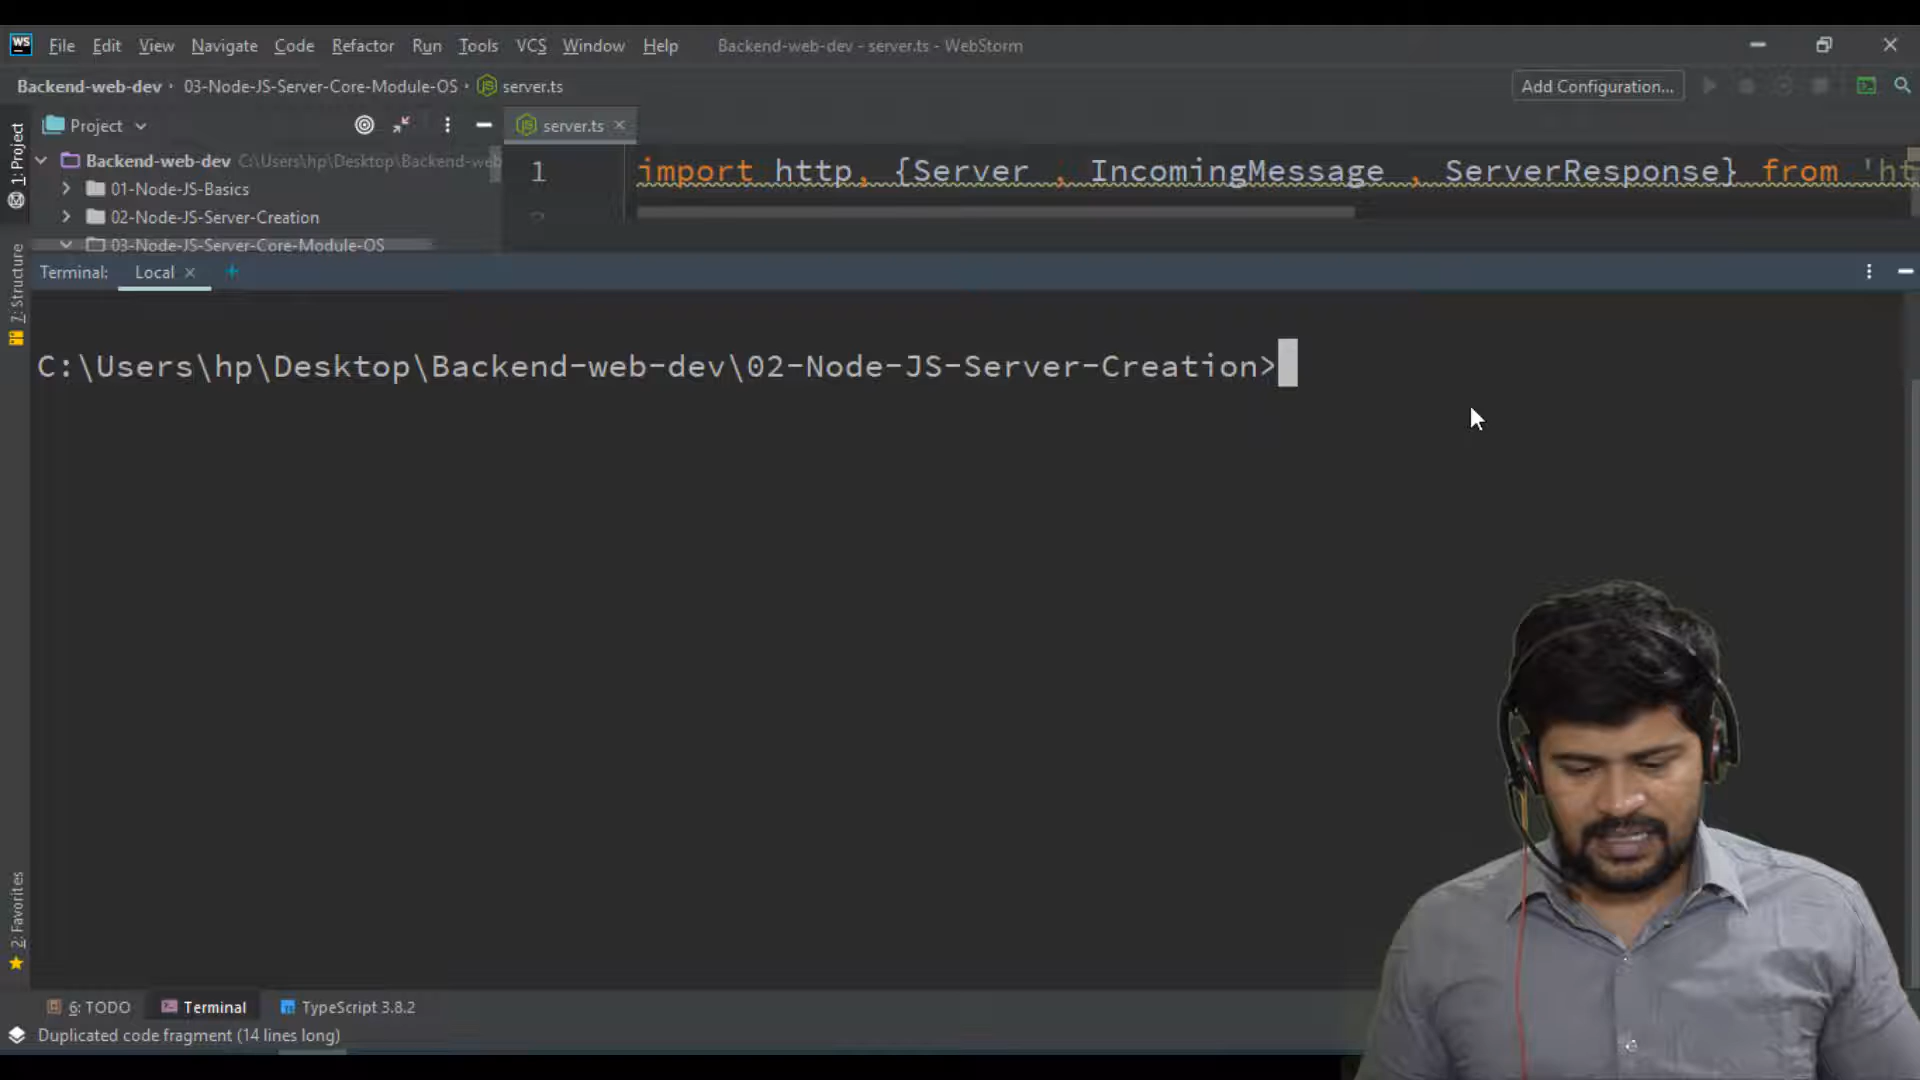 WS File Edit View Navigate Code Refactor Run Tools VCS Window Help Backend-web-dev - server.ts - WebStorm
Backend-web-dev 03-Node-JS-Server-Core-Module-OS server.ts Add Configuration...
1: Project
Project server.ts
Backend-web-dev C:\Users\hp\Desktop\Backend-web
1 import http, {Server , IncomingMessage , ServerResponse} from 'ht
01-Node-JS-Basics
02-Node-JS-Server-Creation
03-Node-JS-Server-Core-Module-OS
7: Structure
Terminal: Local
C:\Users\hp\Desktop\Backend-web-dev\02-Node-JS-Server-Creation>
2: Favorites
6: TODO Terminal TypeScript 3.8.2
Duplicated code fragment (14 lines long)